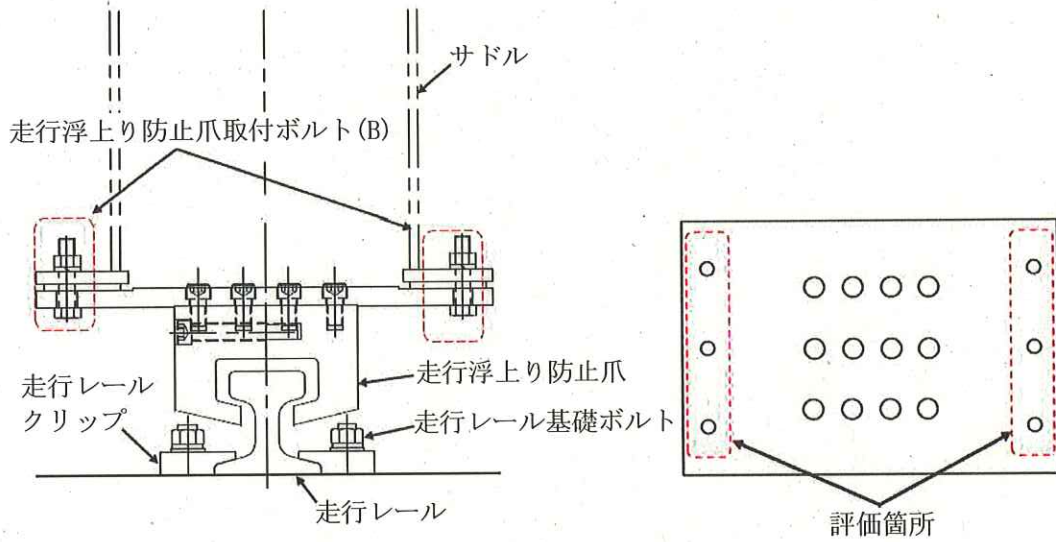 サドル
走行浮上り防止爪取付ボルト(B)
走行浮上り防止爪
走行レール
クリップ
走行レール基礎ボルト
走行レール
評価箇所